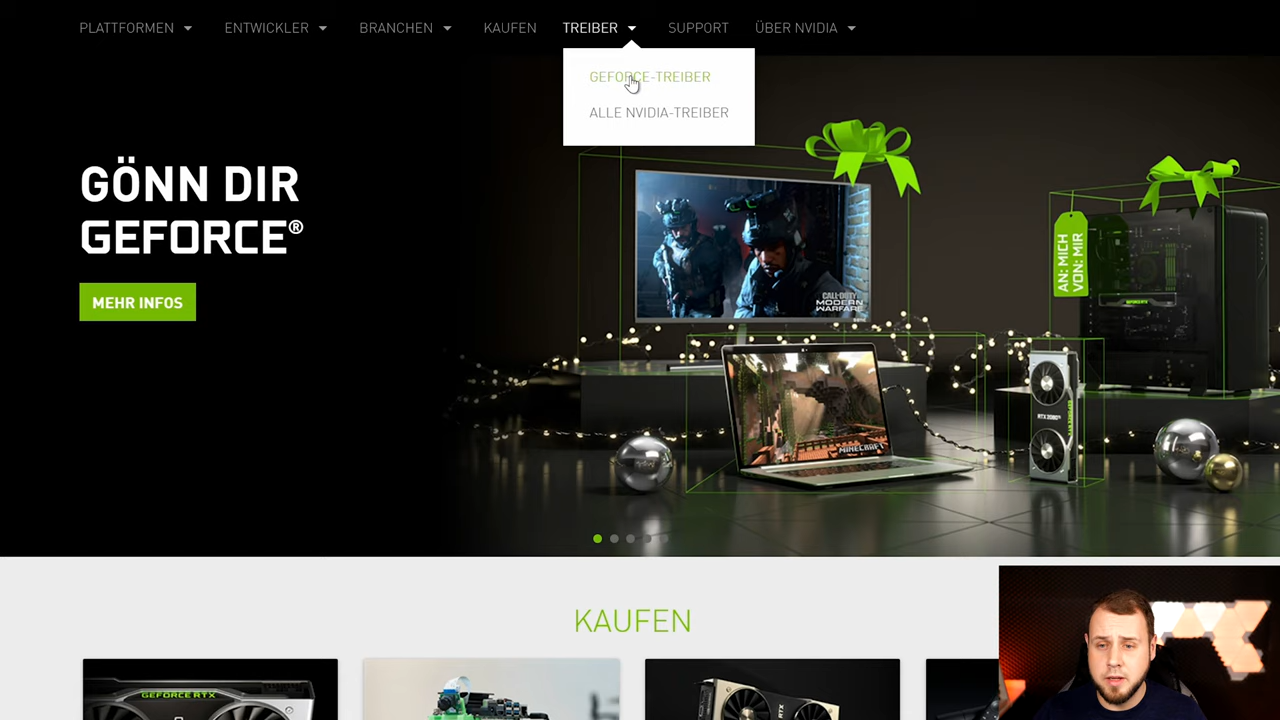 PLATTFORMEN ENTWICKLER BRANCHEN KAUFEN TREIBER SUPPORT ÜBER NVIDIA
GEFORCE-TREIBER
ALLE NVIDIA-TREIBER
GÖNN DIR
GEFORCE®
MEHR INFOS
AN: MICH
VON: MIR
CALL OF DUTY
MODERN
WARFARE
MINECRAFT
KAUFEN
GEFORCE RTX
RTX